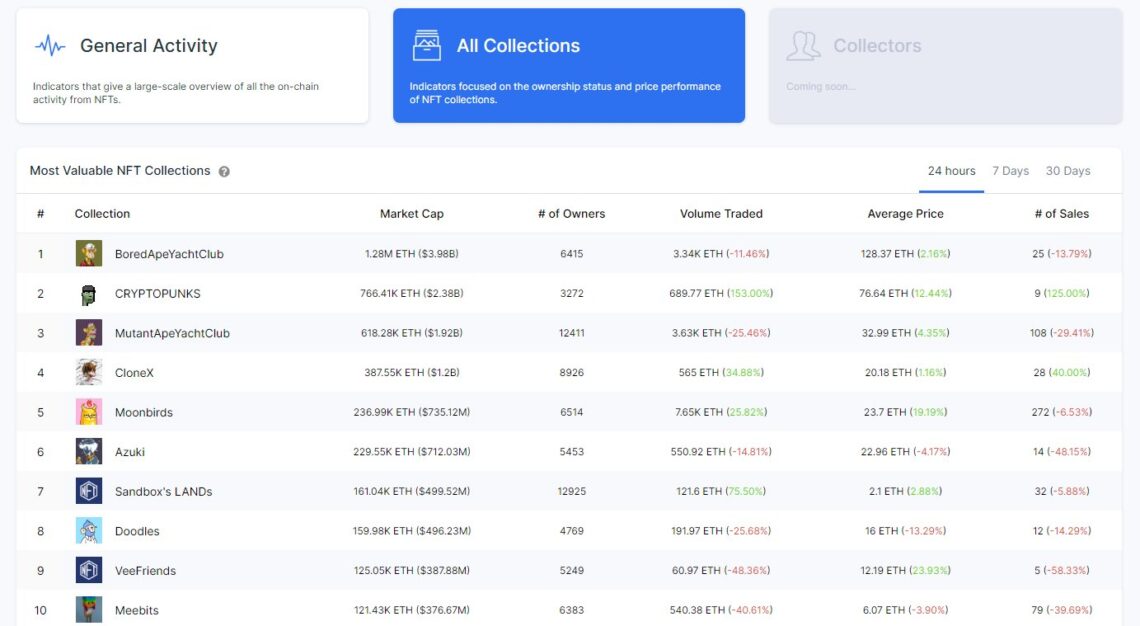 General Activity
Indicators that give a large-scale overview of all the on-chain
activity from NFTs.
All Collections
Indicators focused on the ownership status and price performance
of NFT collections.
Collectors
Coming soon...
Most Valuable NFT Collections ?
24 hours 7 Days 30 Days
# Collection Market Cap # of Owners Volume Traded Average Price # of Sales
1 BoredApeYachtClub 1.28M ETH ($3.98B) 6415 3.34K ETH (-11.46%) 128.37 ETH (2.16%) 25 (-13.79%)
2 CRYPTOPUNKS 766.41K ETH ($2.38B) 3272 689.77 ETH (153.00%) 76.64 ETH (12.44%) 9 (125.00%)
3 MutantApeYachtClub 618.28K ETH ($1.92B) 12411 3.63K ETH (-25.46%) 32.99 ETH (4.35%) 108 (-29.41%)
4 CloneX 387.55K ETH ($1.2B) 8926 565 ETH (34.88%) 20.18 ETH (1.16%) 28 (40.00%)
5 Moonbirds 236.99K ETH ($735.12M) 6514 7.65K ETH (25.82%) 23.7 ETH (19.19%) 272 (-6.53%)
6 Azuki 229.55K ETH ($712.03M) 5453 550.92 ETH (-14.81%) 22.96 ETH (-4.17%) 14 (-48.15%)
7 NFT Sandbox's LANDs 161.04K ETH ($499.52M) 12925 121.6 ETH (75.50%) 2.1 ETH (2.88%) 32 (-5.88%)
8 Doodles 159.98K ETH ($496.23M) 4769 191.97 ETH (-25.68%) 16 ETH (-13.29%) 12 (-14.29%)
9 NFT VeeFriends 125.05K ETH ($387.88M) 5249 60.97 ETH (-48.36%) 12.19 ETH (23.93%) 5 (-58.33%)
10 Meebits 121.43K ETH ($376.67M) 6383 540.38 ETH (-40.61%) 6.07 ETH (-3.90%) 79 (-39.69%)